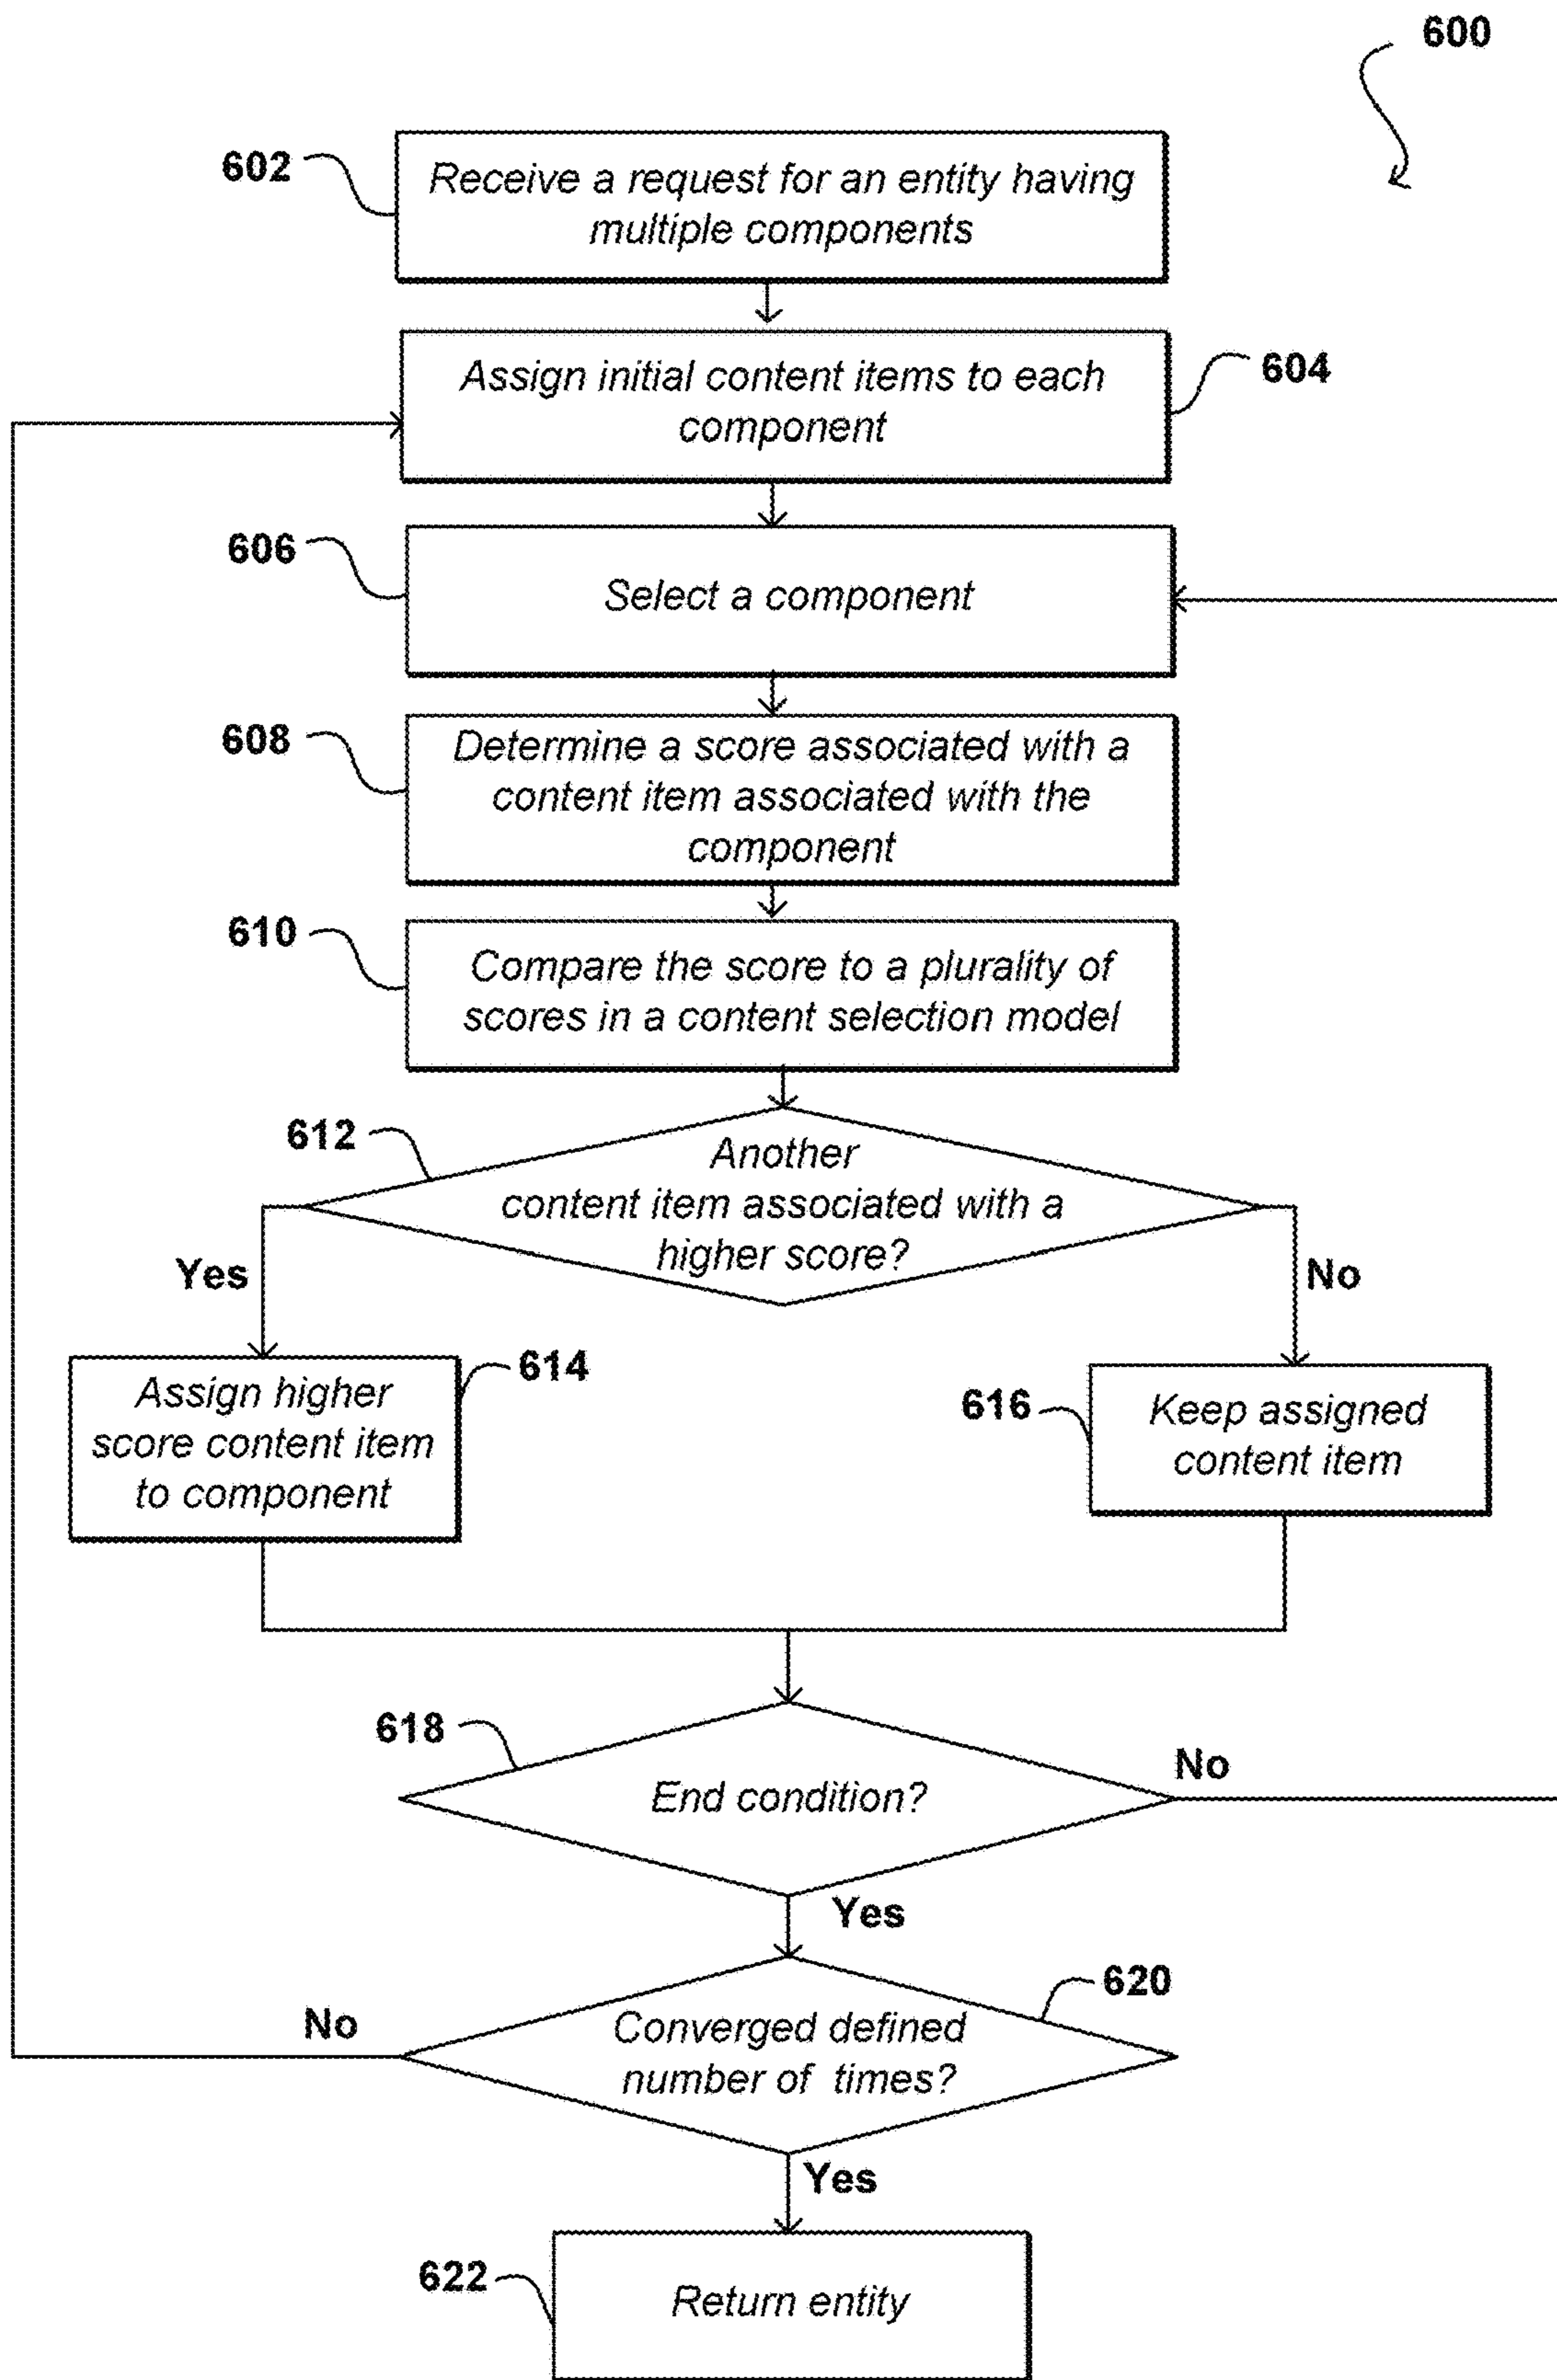 600
602
Receive a request for an entity having
multiple components
Assign initial content items to each
component
604
606
Select a component
608
Determine a score associated with a
content item associated with the
component
610
Compare the score to a plurality of
scores in a content selection model
612
Another
content item associated with a
higher score?
Yes
No
Assign higher
score content item
to component
614
616
Keep assigned
content item
618
End condition?
No
Yes
620
Converged defined
number of times?
No
Yes
622
Return entity